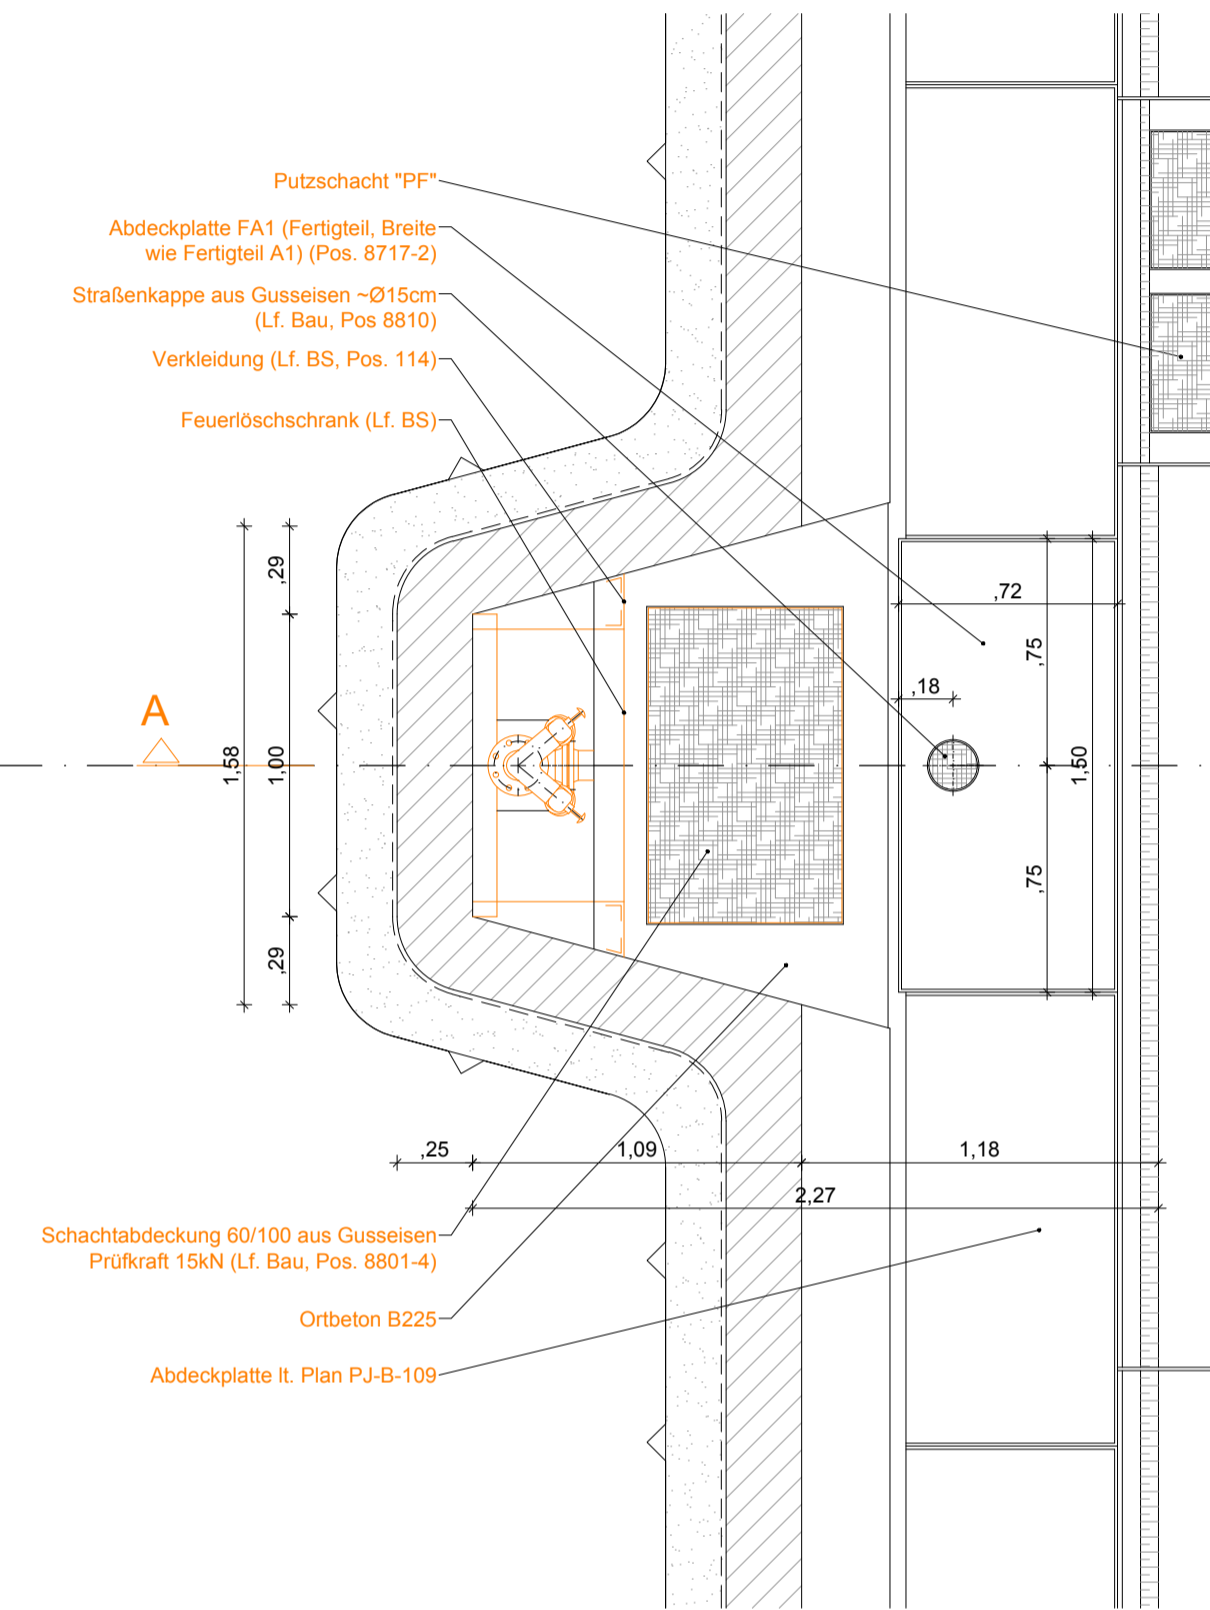 Putzschacht "PF"
Abdeckplatte FA1 (Fertigteil, Breite
wie Fertigteil A1) (Pos. 8717-2)
Straßenkappe aus Gusseisen ~Ø15cm
(Lf. Bau, Pos 8810)
Verkleidung (Lf. BS, Pos. 114)
Feuerlöschschrank (Lf. BS)
,29
,72
,75
,18
A
1,58
1,00
1,50
,75
,29
,25
1,09
1,18
2,27
Schachtabdeckung 60/100 aus Gusseisen
Prüfkraft 15kN (Lf. Bau, Pos. 8801-4)
Ortbeton B225
Abdeckplatte lt. Plan PJ-B-109